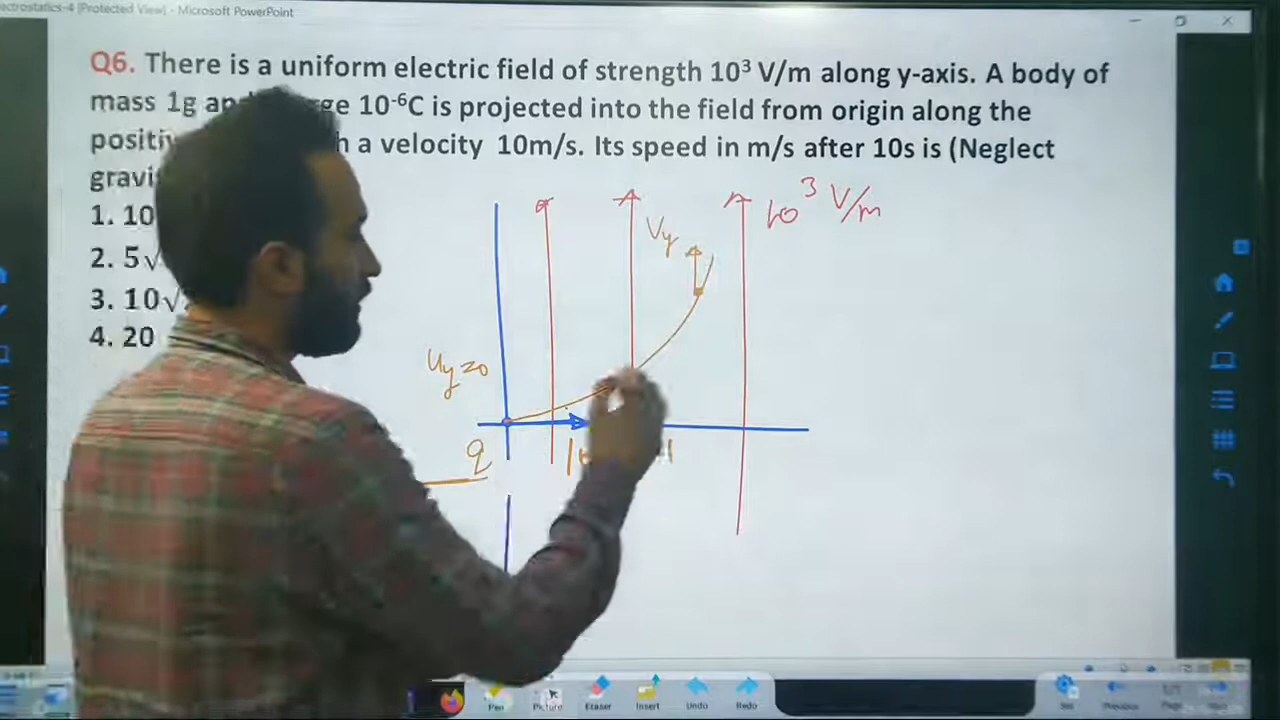 ectrostatics-4 (Protected View) - Microsoft PowerPoint
Q6. There is a uniform electric field of strength 10³ V/m along y-axis. A body of
mass 1g an ge 10⁻⁶C is projected into the field from origin along the
positiv h a velocity 10m/s. Its speed in m/s after 10s is (Neglect
gravi
1. 10
2. 5√
3. 10√
4. 20
10³ V/m
Vy
Uy=0
q
Pen
Picture
Eraser
Insert
Undo
Redo
Previous